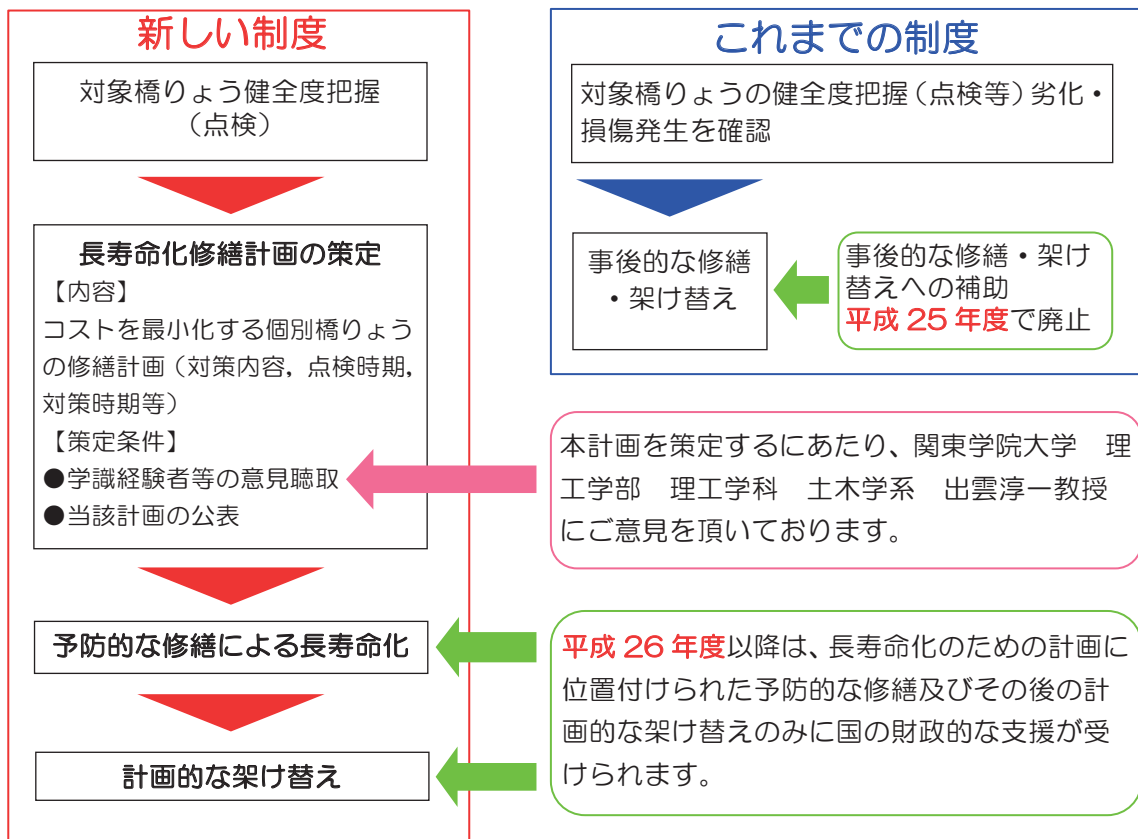 新しい制度
対象橋りょう健全度把握
（点検）
長寿命化修繕計画の策定
【内容】
コストを最小化する個別橋りょう
の修繕計画（対策内容，点検時期，
対策時期等）
【策定条件】
●学識経験者等の意見聴取
●当該計画の公表
予防的な修繕による長寿命化
計画的な架け替え
これまでの制度
対象橋りょうの健全度把握（点検等）劣化・
損傷発生を確認
事後的な修繕
・架け替え
事後的な修繕・架け
替えへの補助
平成 25 年度で廃止
本計画を策定するにあたり、関東学院大学　理
工学部　理工学科　土木学系　出雲淳一教授
にご意見を頂いております。
平成 26 年度以降は、長寿命化のための計画に
位置付けられた予防的な修繕及びその後の計
画的な架け替えのみに国の財政的な支援が受
けられます。